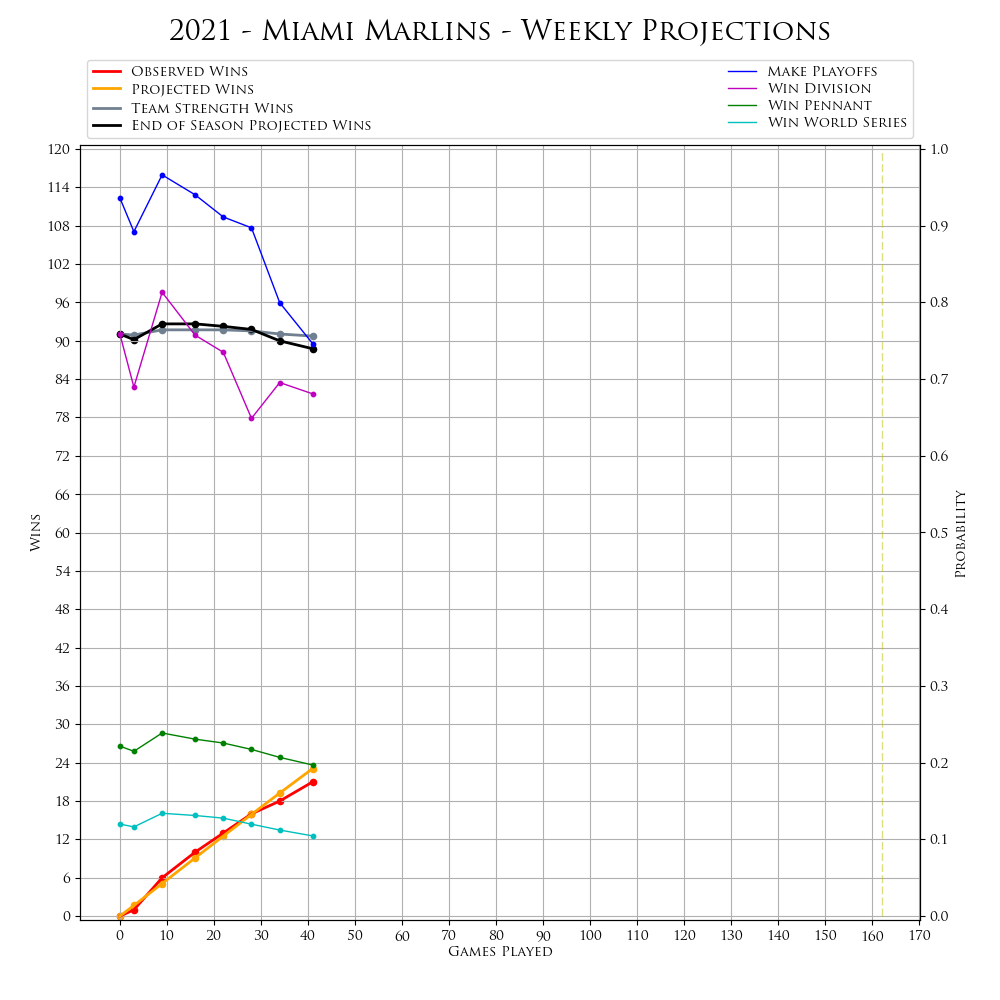 2021 - Miami Marlins - Weekly Projections
Observed Wins
Projected Wins
Team Strength Wins
End of Season Projected Wins
Make Playoffs
Win Division
Win Pennant
Win World Series
120
114
108
102
96
90
84
78
72
66
60
54
48
42
36
30
24
18
12
6
0
Wins
1.0
0.9
0.8
0.7
0.6
0.5
0.4
0.3
0.2
0.1
0.0
Probability
0 10 20 30 40 50 60 70 80 90 100 110 120 130 140 150 160 170
Games Played